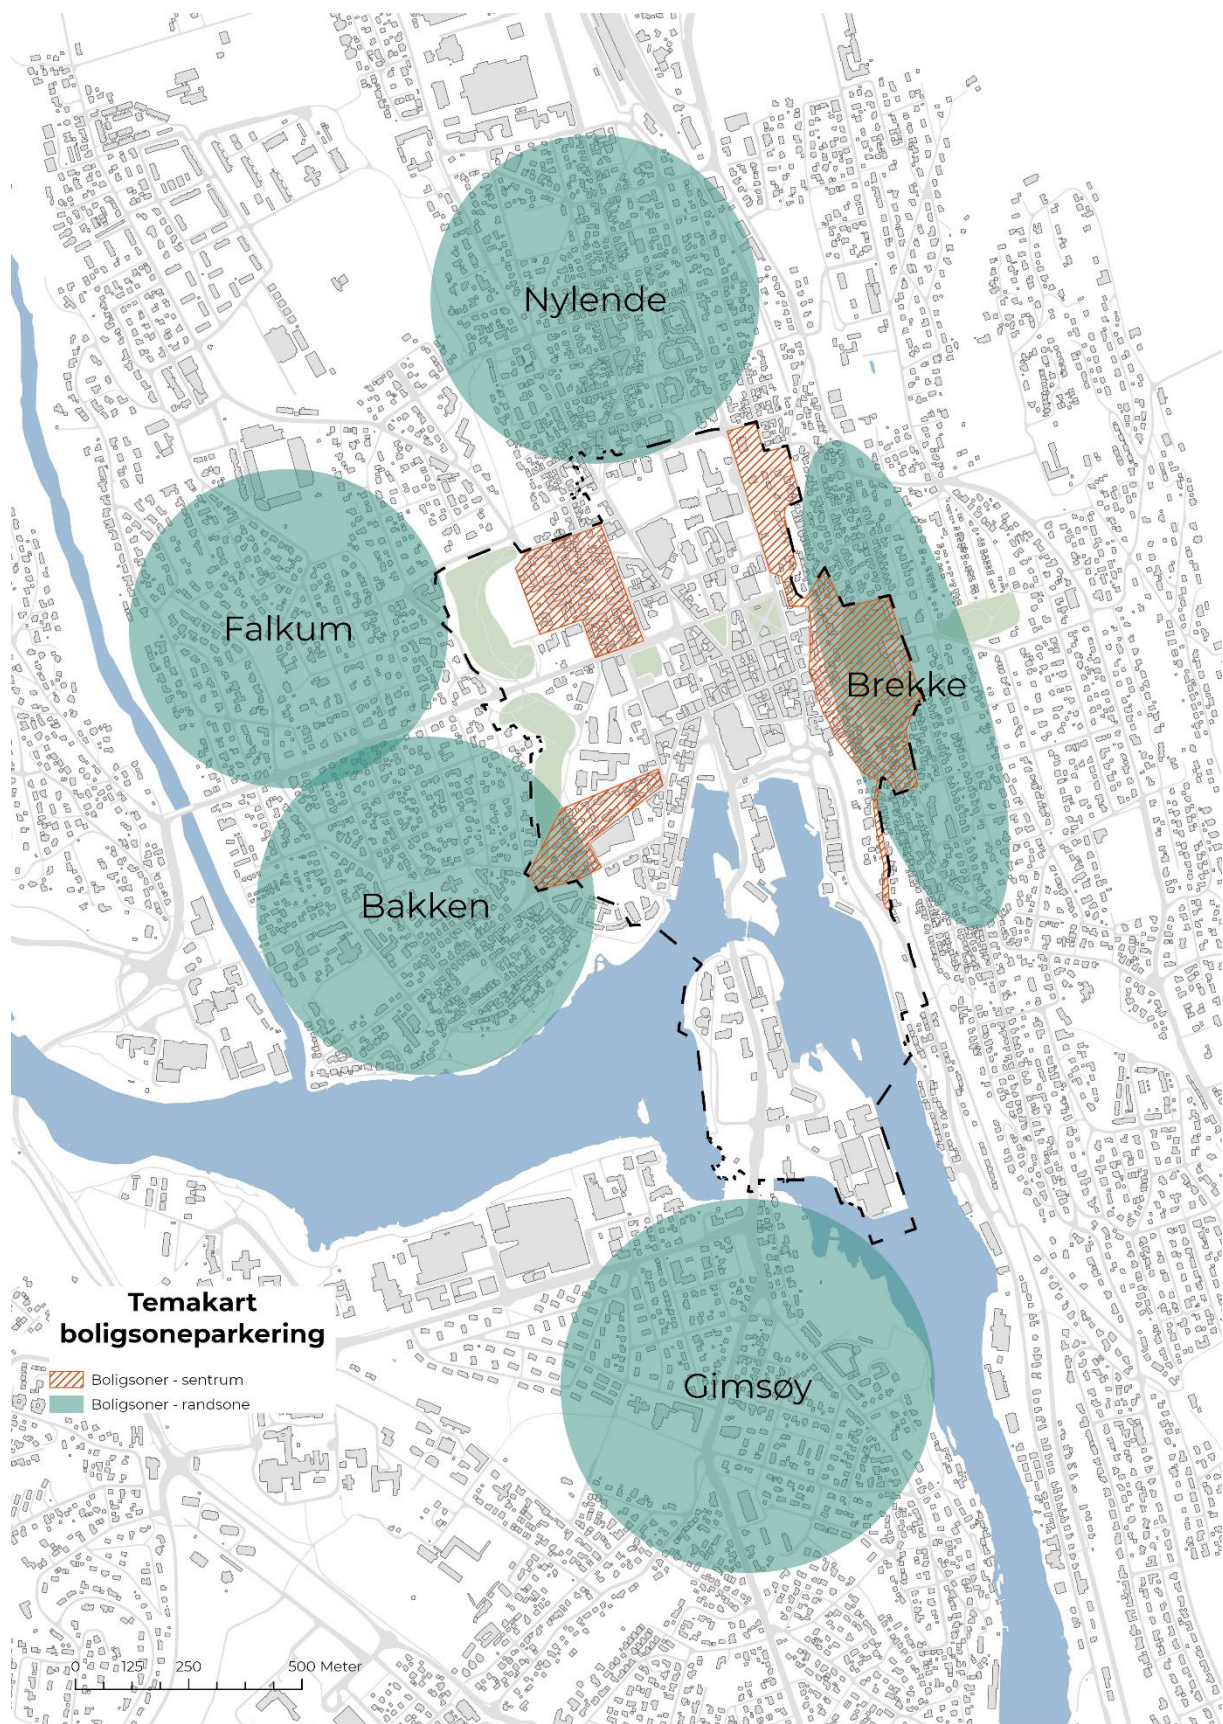 Nylende
Falkum
Brekke
Bakken
Gimsøy
Temakart
boligsoneparkering
Boligsoner - sentrum
Boligsoner - randsone
0 125 250 500 Meter